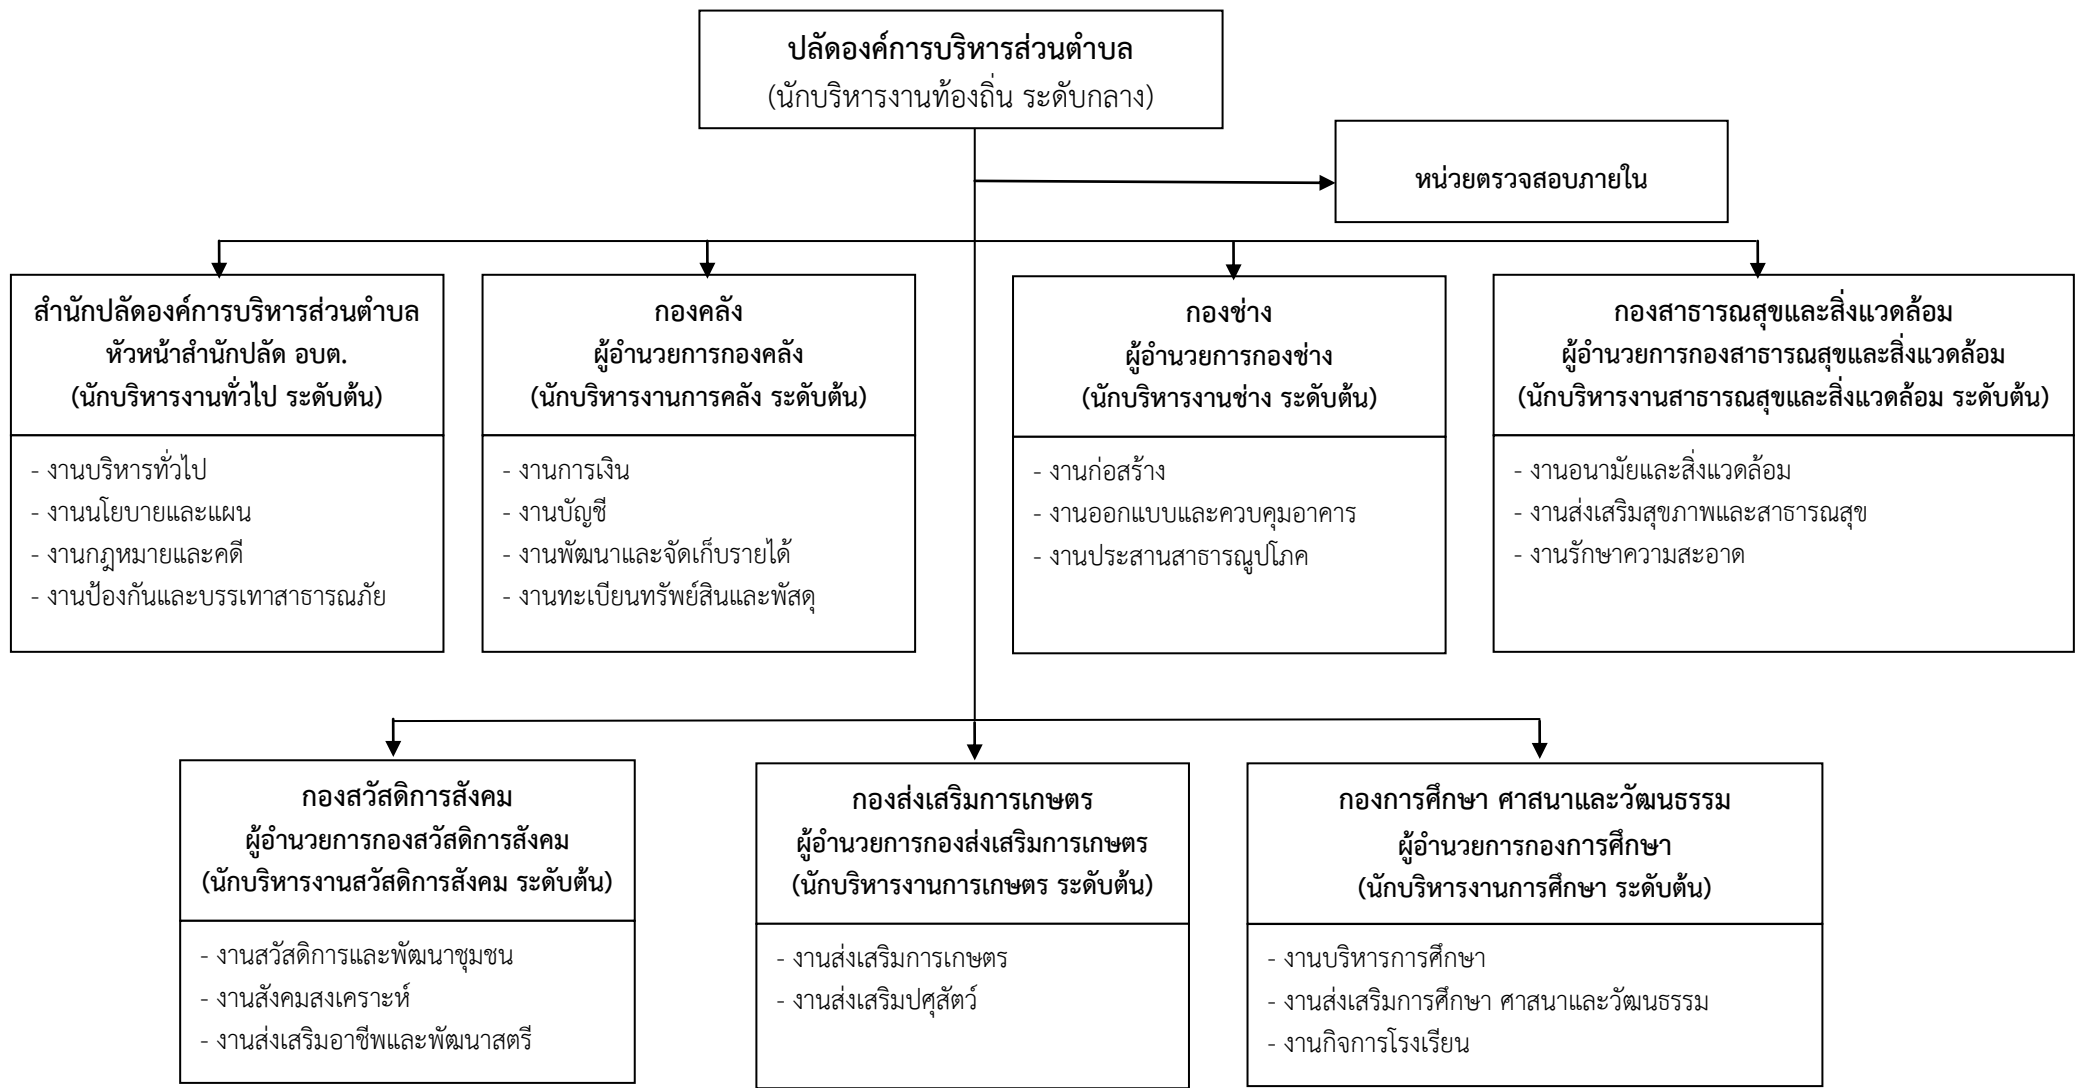 ปลัดองค์การบริหารส่วนตำบล
(นักบริหารงานท้องถิ่น ระดับกลาง)
หน่วยตรวจสอบภายใน
สำนักปลัดองค์การบริหารส่วนตำบล
หัวหน้าสำนักปลัด อบต.
(นักบริหารงานทั่วไป ระดับต้น)
- งานบริหารทั่วไป
- งานนโยบายและแผน
- งานกฎหมายและคดี
- งานป้องกันและบรรเทาสาธารณภัย
กองคลัง
ผู้อำนวยการกองคลัง
(นักบริหารงานการคลัง ระดับต้น)
- งานการเงิน
- งานบัญชี
- งานพัฒนาและจัดเก็บรายได้
- งานทะเบียนทรัพย์สินและพัสดุ
กองช่าง
ผู้อำนวยการกองช่าง
(นักบริหารงานช่าง ระดับต้น)
- งานก่อสร้าง
- งานออกแบบและควบคุมอาคาร
- งานประสานสาธารณูปโภค
กองสาธารณสุขและสิ่งแวดล้อม
ผู้อำนวยการกองสาธารณสุขและสิ่งแวดล้อม
(นักบริหารงานสาธารณสุขและสิ่งแวดล้อม ระดับต้น)
- งานอนามัยและสิ่งแวดล้อม
- งานส่งเสริมสุขภาพและสาธารณสุข
- งานรักษาความสะอาด
กองสวัสดิการสังคม
ผู้อำนวยการกองสวัสดิการสังคม
(นักบริหารงานสวัสดิการสังคม ระดับต้น)
- งานสวัสดิการและพัฒนาชุมชน
- งานสังคมสงเคราะห์
- งานส่งเสริมอาชีพและพัฒนาสตรี
กองส่งเสริมการเกษตร
ผู้อำนวยการกองส่งเสริมการเกษตร
(นักบริหารงานการเกษตร ระดับต้น)
- งานส่งเสริมการเกษตร
- งานส่งเสริมปศุสัตว์
กองการศึกษา ศาสนาและวัฒนธรรม
ผู้อำนวยการกองการศึกษา
(นักบริหารงานการศึกษา ระดับต้น)
- งานบริหารการศึกษา
- งานส่งเสริมการศึกษา ศาสนาและวัฒนธรรม
- งานกิจการโรงเรียน